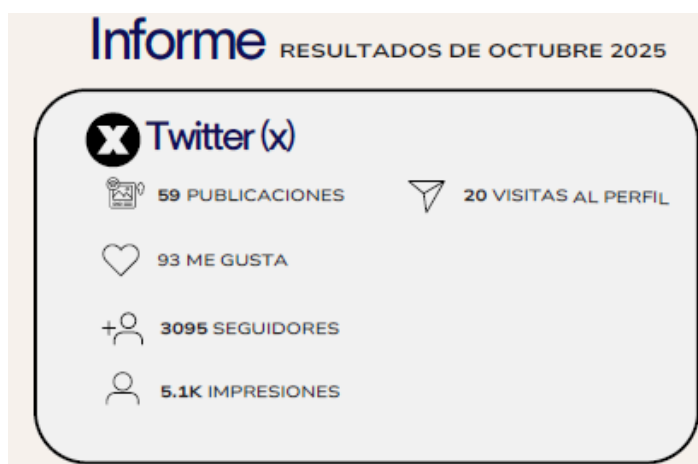 Informe RESULTADOS DE OCTUBRE 2025
X Twitter (x)
59 PUBLICACIONES
20 VISITAS AL PERFIL
93 ME GUSTA
3095 SEGUIDORES
5.1K IMPRESIONES